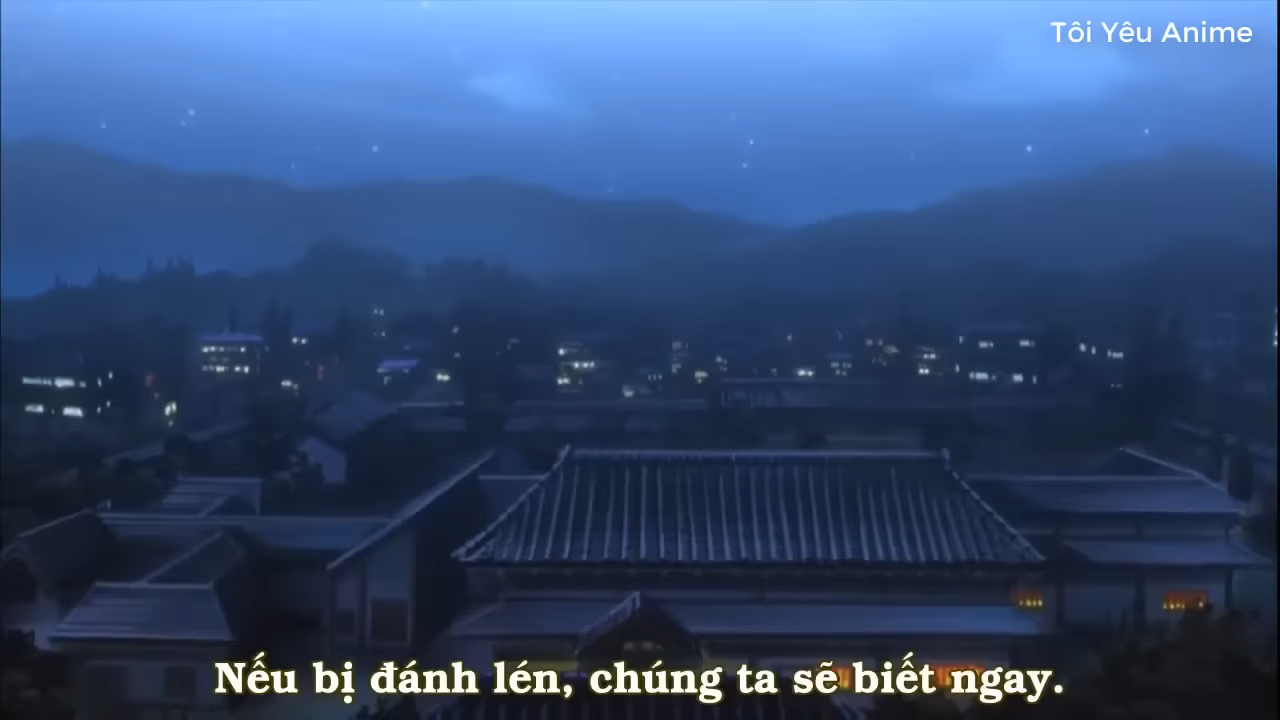 Tôi Yêu Anime
Nếu bị đánh lén, chúng ta sẽ biết ngay.